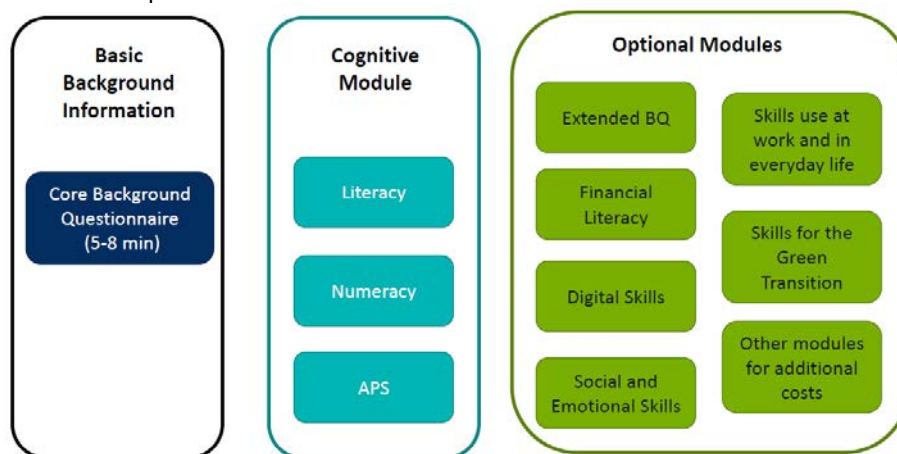 Basic
Background
Information
Core Background
Questionnaire
(5-8 min)
Cognitive
Module
Literacy
Numeracy
APS
Optional Modules
Extended BQ
Financial
Literacy
Digital Skills
Social and
Emotional Skills
Skills use at
work and in
everyday life
Skills for the
Green
Transition
Other modules
for additional
costs